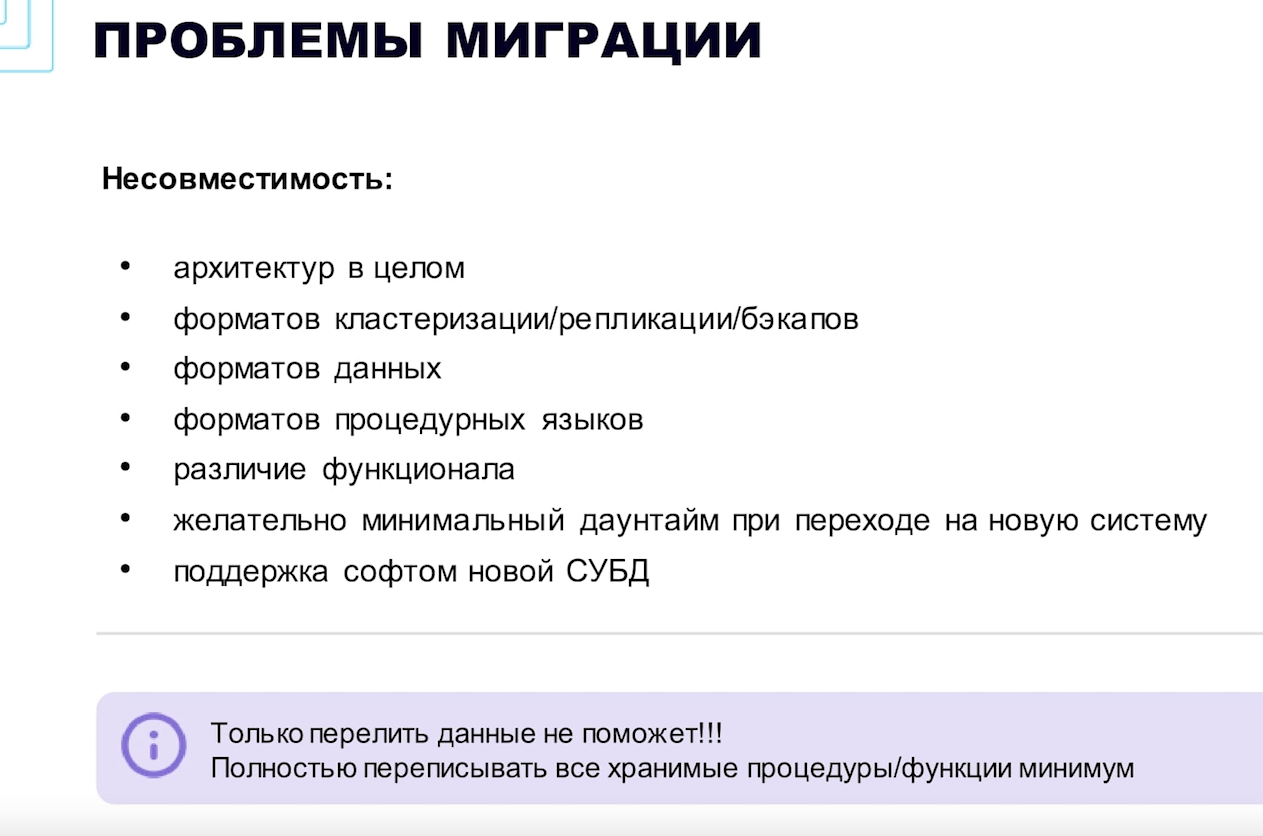 ПРОБЛЕМЫ МИГРАЦИИ
Несовместимость:
• архитектур в целом
• форматов кластеризации/репликации/бэкапов
• форматов данных
• форматов процедурных языков
• различие функционала
• желательно минимальный даунтайм при переходе на новую систему
• поддержка софтом новой СУБД
Только перелить данные не поможет!!!
Полностью переписывать все хранимые процедуры/функции минимум